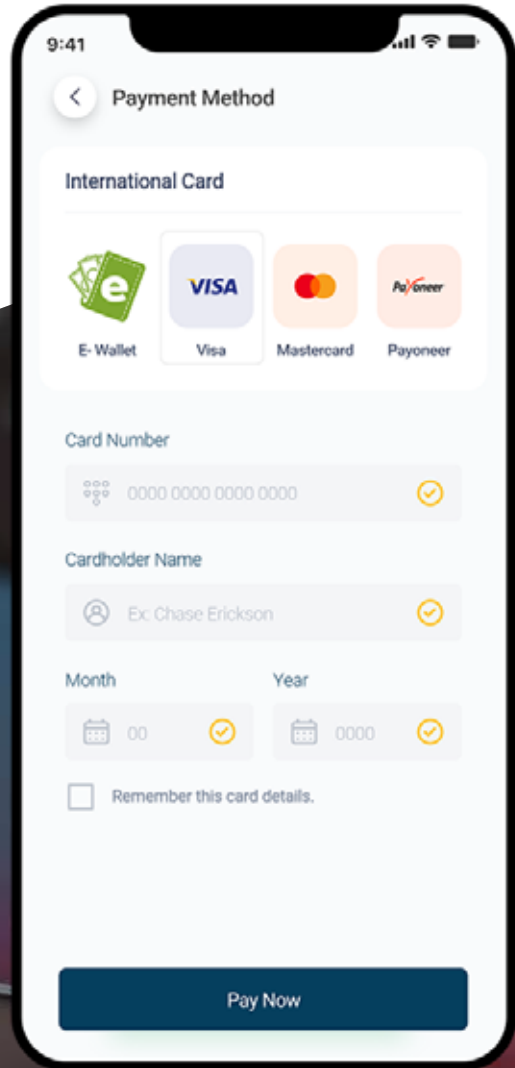 9:41
Payment Method
International Card
e
VISA
Payoneer
E- Wallet
Visa
Mastercard
Payoneer
Card Number
0000 0000 0000 0000
Cardholder Name
Ex: Chase Erickson
Month
Year
00
0000
Remember this card details.
Pay Now